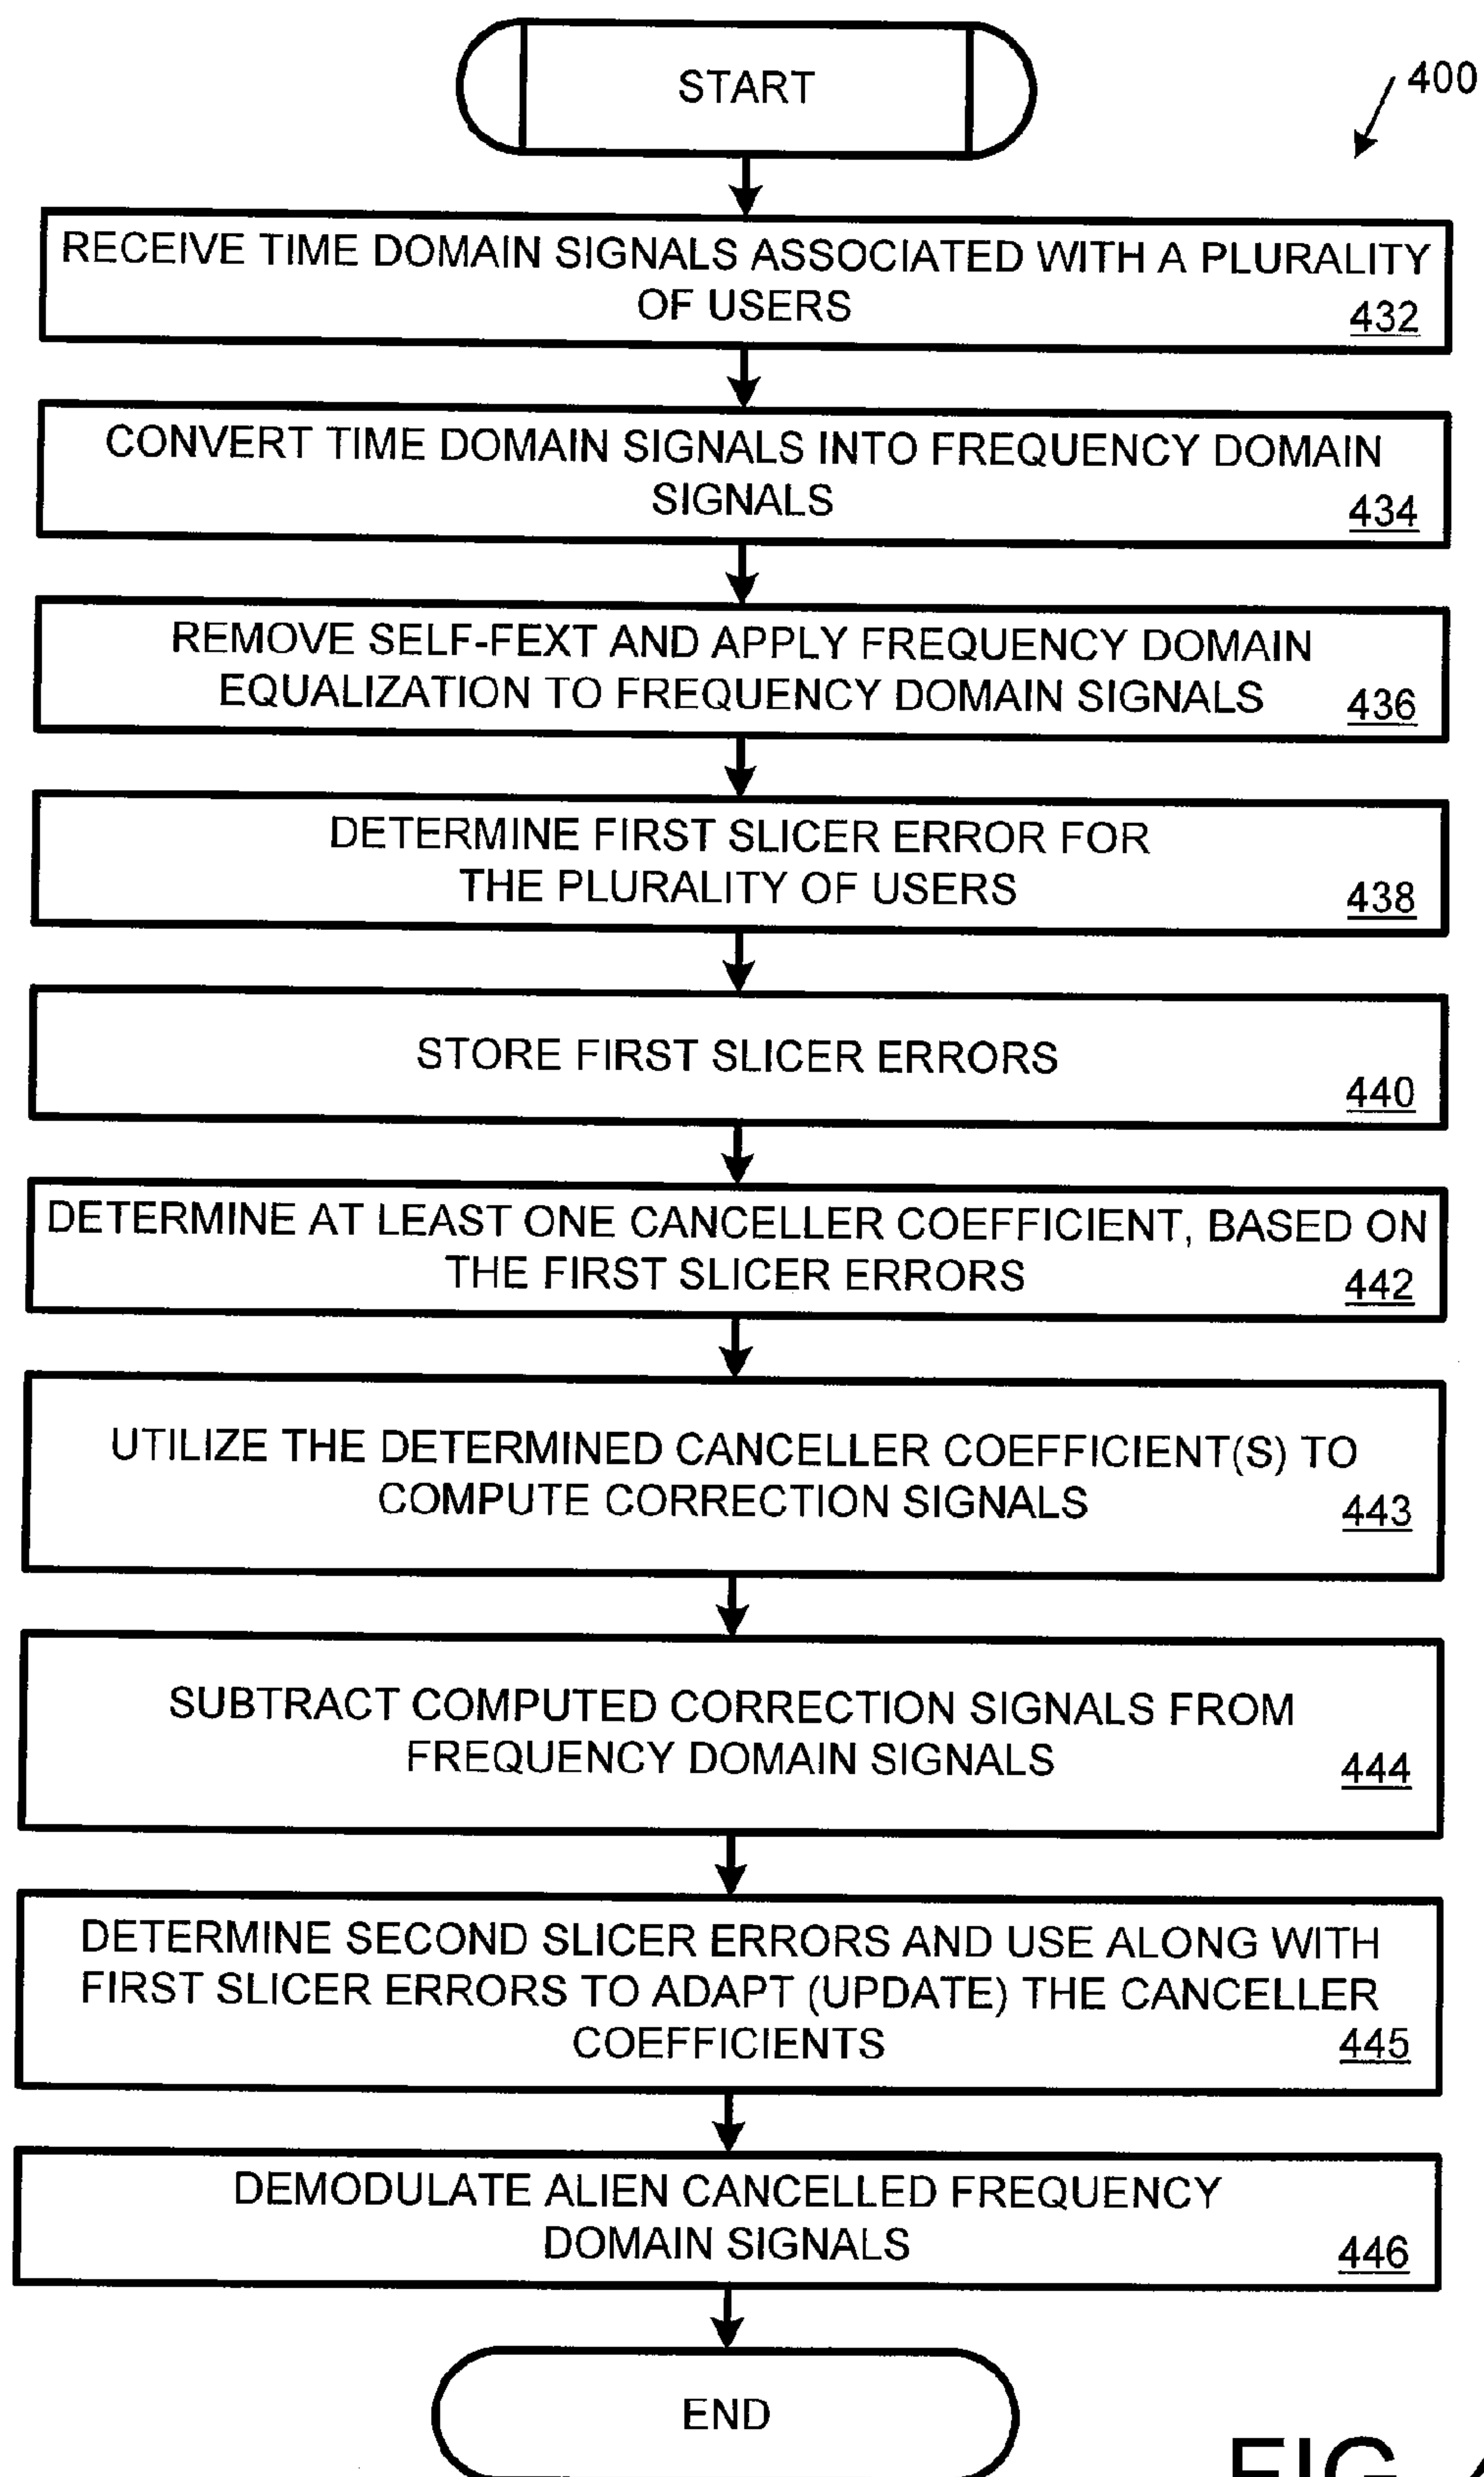 START
400
RECEIVE TIME DOMAIN SIGNALS ASSOCIATED WITH A PLURALITY
OF USERS
432
CONVERT TIME DOMAIN SIGNALS INTO FREQUENCY DOMAIN
SIGNALS
434
REMOVE SELF-FEXT AND APPLY FREQUENCY DOMAIN
EQUALIZATION TO FREQUENCY DOMAIN SIGNALS
436
DETERMINE FIRST SLICER ERROR FOR
THE PLURALITY OF USERS
438
STORE FIRST SLICER ERRORS
440
DETERMINE AT LEAST ONE CANCELLER COEFFICIENT, BASED ON
THE FIRST SLICER ERRORS
442
UTILIZE THE DETERMINED CANCELLER COEFFICIENT(S) TO
COMPUTE CORRECTION SIGNALS
443
SUBTRACT COMPUTED CORRECTION SIGNALS FROM
FREQUENCY DOMAIN SIGNALS
444
DETERMINE SECOND SLICER ERRORS AND USE ALONG WITH
FIRST SLICER ERRORS TO ADAPT (UPDATE) THE CANCELLER
COEFFICIENTS
445
DEMODULATE ALIEN CANCELLED FREQUENCY
DOMAIN SIGNALS
446
END
FIG.